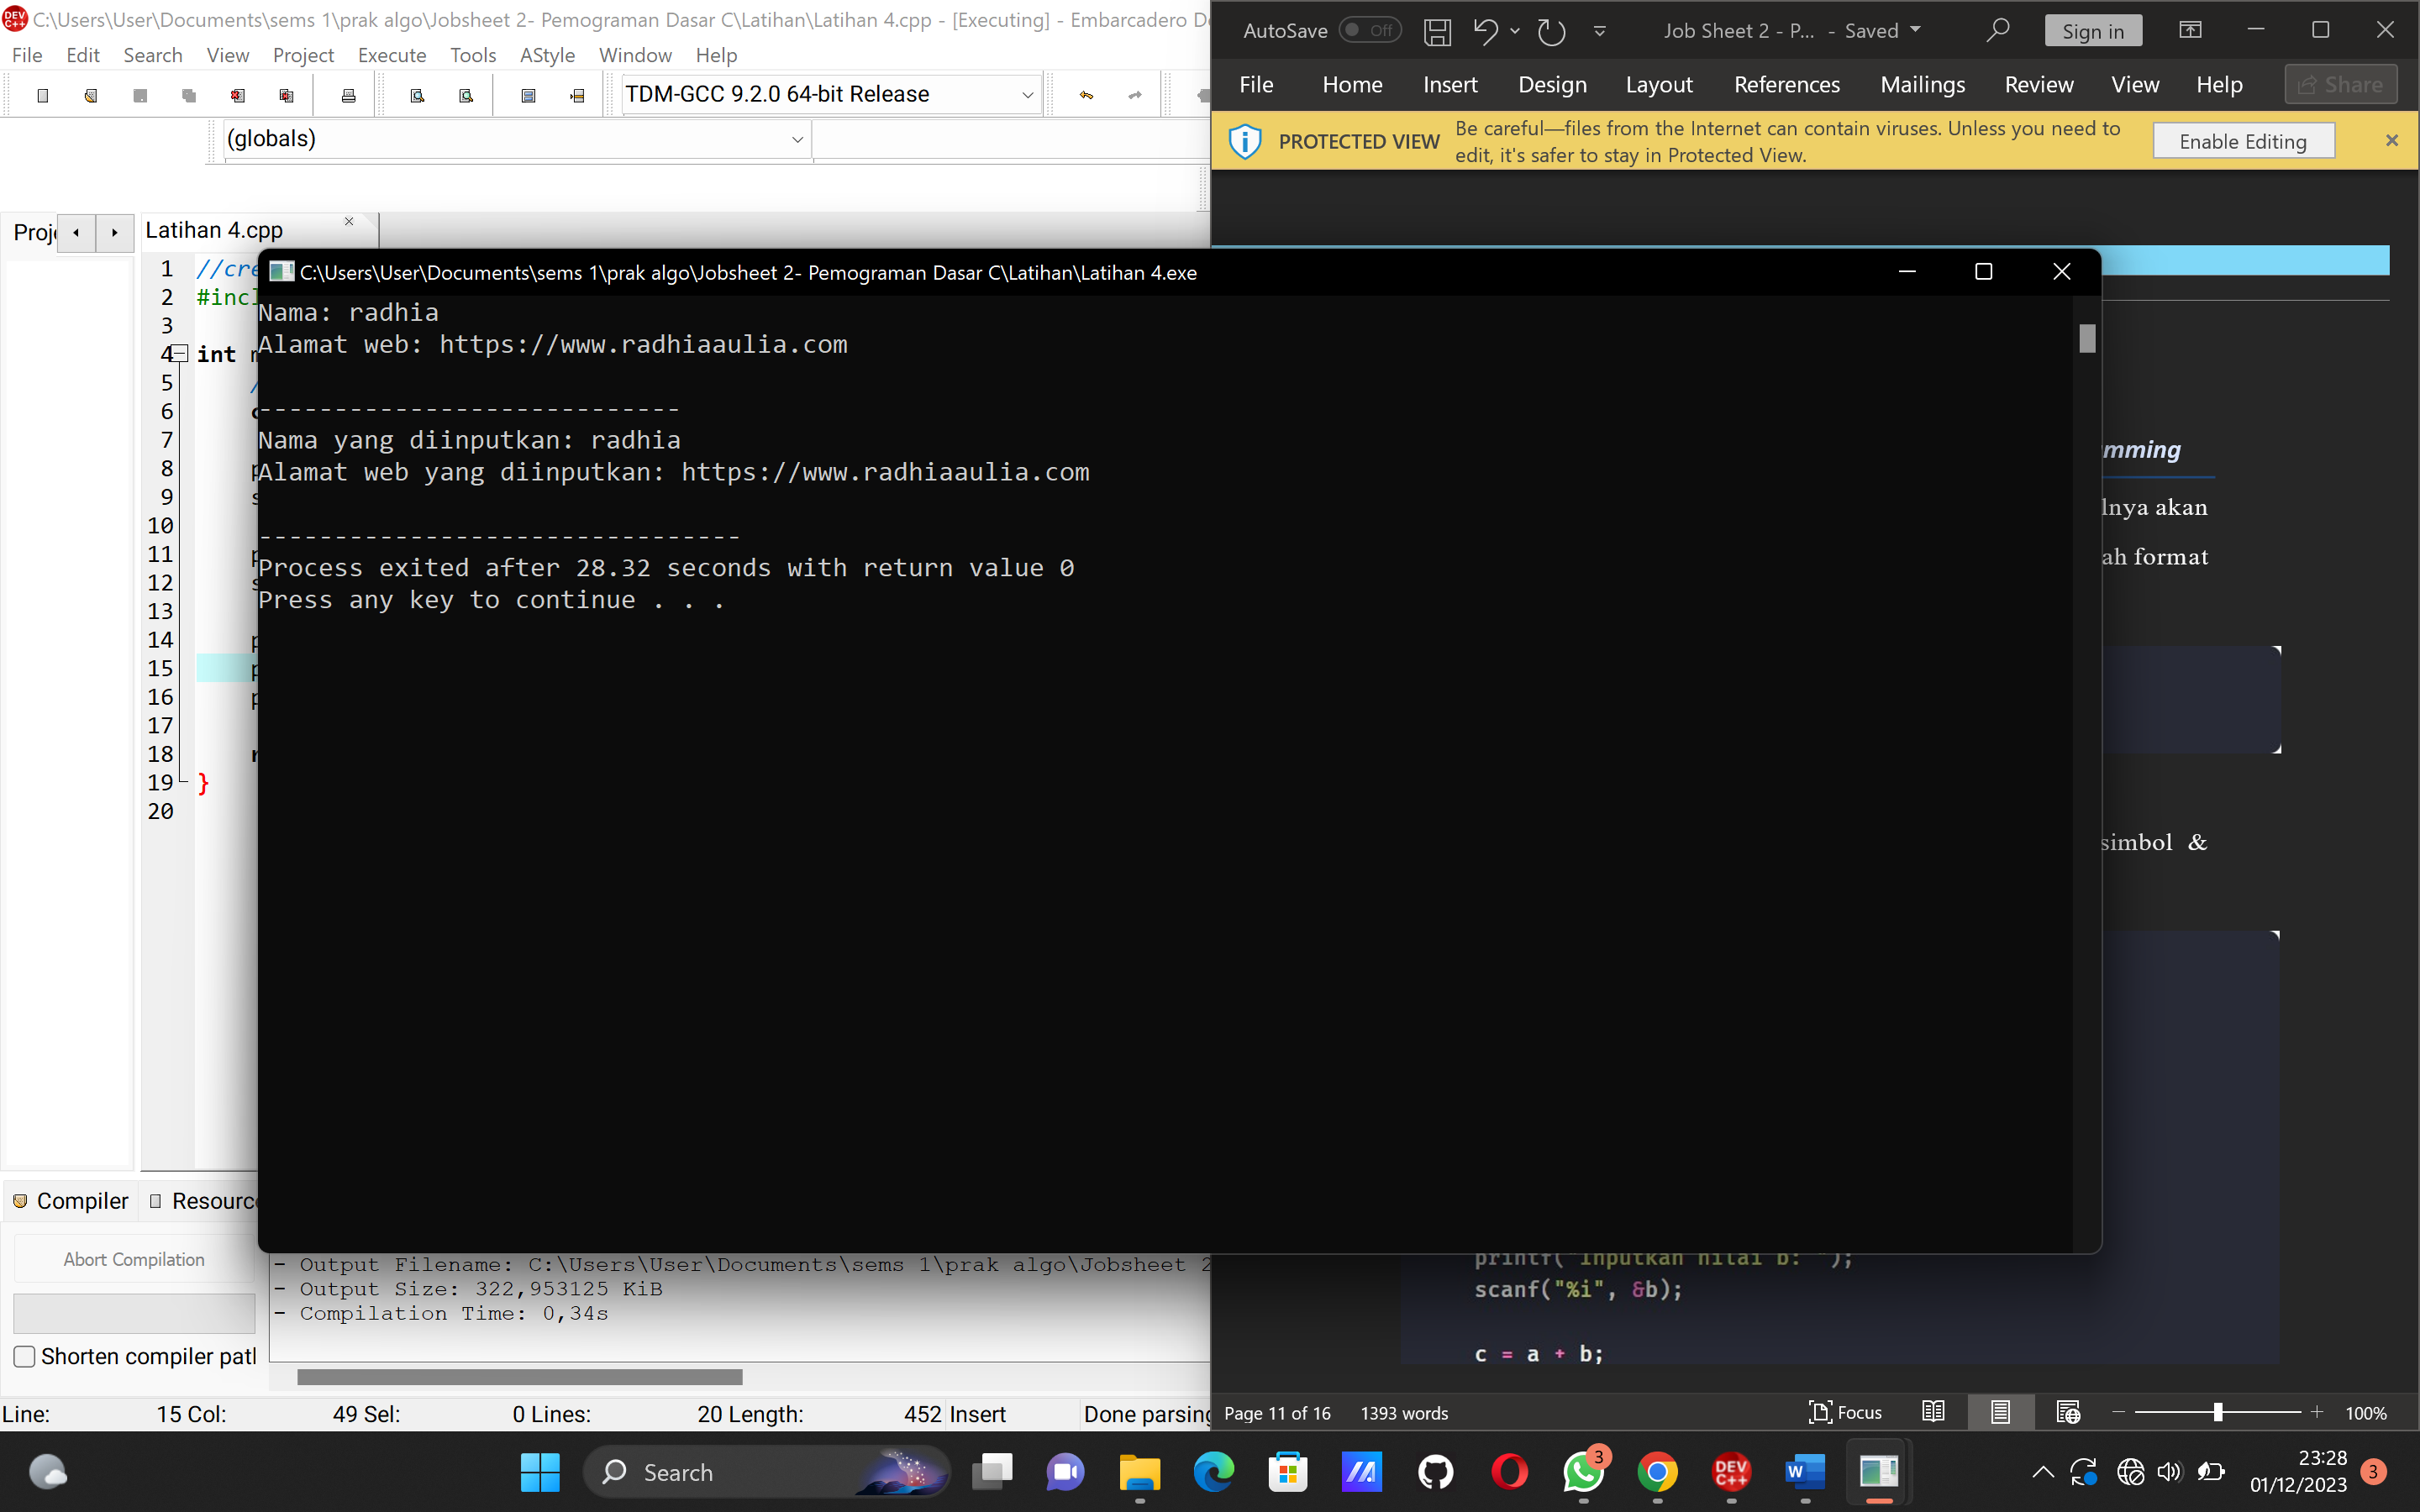 C:\Users\User\Documents\sems 1\prak algo\Jobsheet 2- Pemograman Dasar C\Latihan\Latihan 4.cpp - [Executing] - Embarcadero
File Edit Search View Project Execute Tools AStyle Window Help
TDM-GCC 9.2.0 64-bit Release
(globals)
Latihan 4.cpp
1
2
3
4 int
5
6
7
8
9
10
11
12
13
14
15
16
17
18
19 }
20
C:\Users\User\Documents\sems 1\prak algo\Jobsheet 2- Pemograman Dasar C\Latihan\Latihan 4.exe
Nama: radhia
Alamat web: https://www.radhiaaulia.com
----------------------------
Nama yang diinputkan: radhia
Alamat web yang diinputkan: https://www.radhiaaulia.com
--------------------------------
Process exited after 28.32 seconds with return value 0
Press any key to continue . . .
Compiler
Abort Compilation
Shorten compiler
- Output Filename: C:\Users\User\Documents\sems 1\prak algo\Jobsheet 2
- Output Size: 322,953125 KiB
- Compilation Time: 0,34s
Line: 15 Col: 49 Sel: 0 Lines: 20 Length: 452 Insert Done parsing
AutoSave Off Job Sheet 2 - P... - Saved Sign in
File Home Insert Design Layout References Mailings Review View Help Share
PROTECTED VIEW Be careful—files from the Internet can contain viruses. Unless you need to
edit, it's safer to stay in Protected View.
Enable Editing
mming
lnya akan
ah format
simbol &
printf("Inputkan nilai b: ");
scanf("%i", &b);
c = a + b;
Page 11 of 16 1393 words Focus 100%
Search
3
DEV C++
23:28
01/12/2023
3